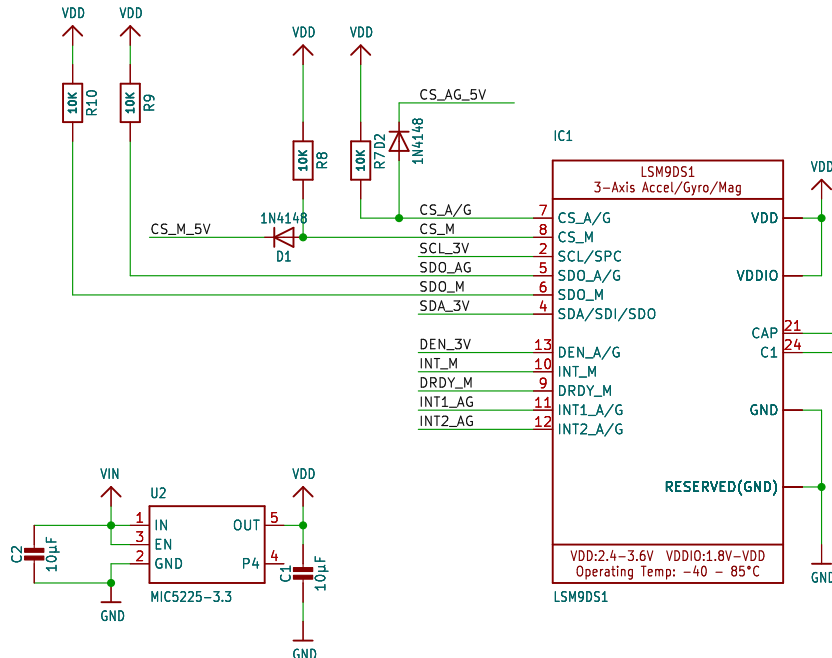 VDD
VDD
VDD
VDD
10K
R10
10K
R9
10K
R8
10K
R7
D2
1N4148
CS_AG_5V
IC1
LSM9DS1
3-Axis Accel/Gyro/Mag
VDD
CS_M_5V
1N4148
D1
CS_A/G
7
CS_A/G
VDD
CS_M
8
CS_M
SCL_3V
2
SCL/SPC
SDO_AG
5
SDO_A/G
VDDIO
SDO_M
6
SDO_M
SDA_3V
4
SDA/SDI/SDO
CAP
21
DEN_3V
13
DEN_A/G
C1
24
INT_M
10
INT_M
DRDY_M
9
DRDY_M
INT1_AG
11
INT1_A/G
GND
INT2_AG
12
INT2_A/G
RESERVED(GND)
VDD:2.4-3.6V VDDIO:1.8V-VDD
Operating Temp: -40 - 85°C
LSM9DS1
GND
VIN
U2
VDD
1
IN
OUT
5
3
EN
2
GND
P4
4
C2
10µF
C1
10µF
MIC5225-3.3
GND
GND